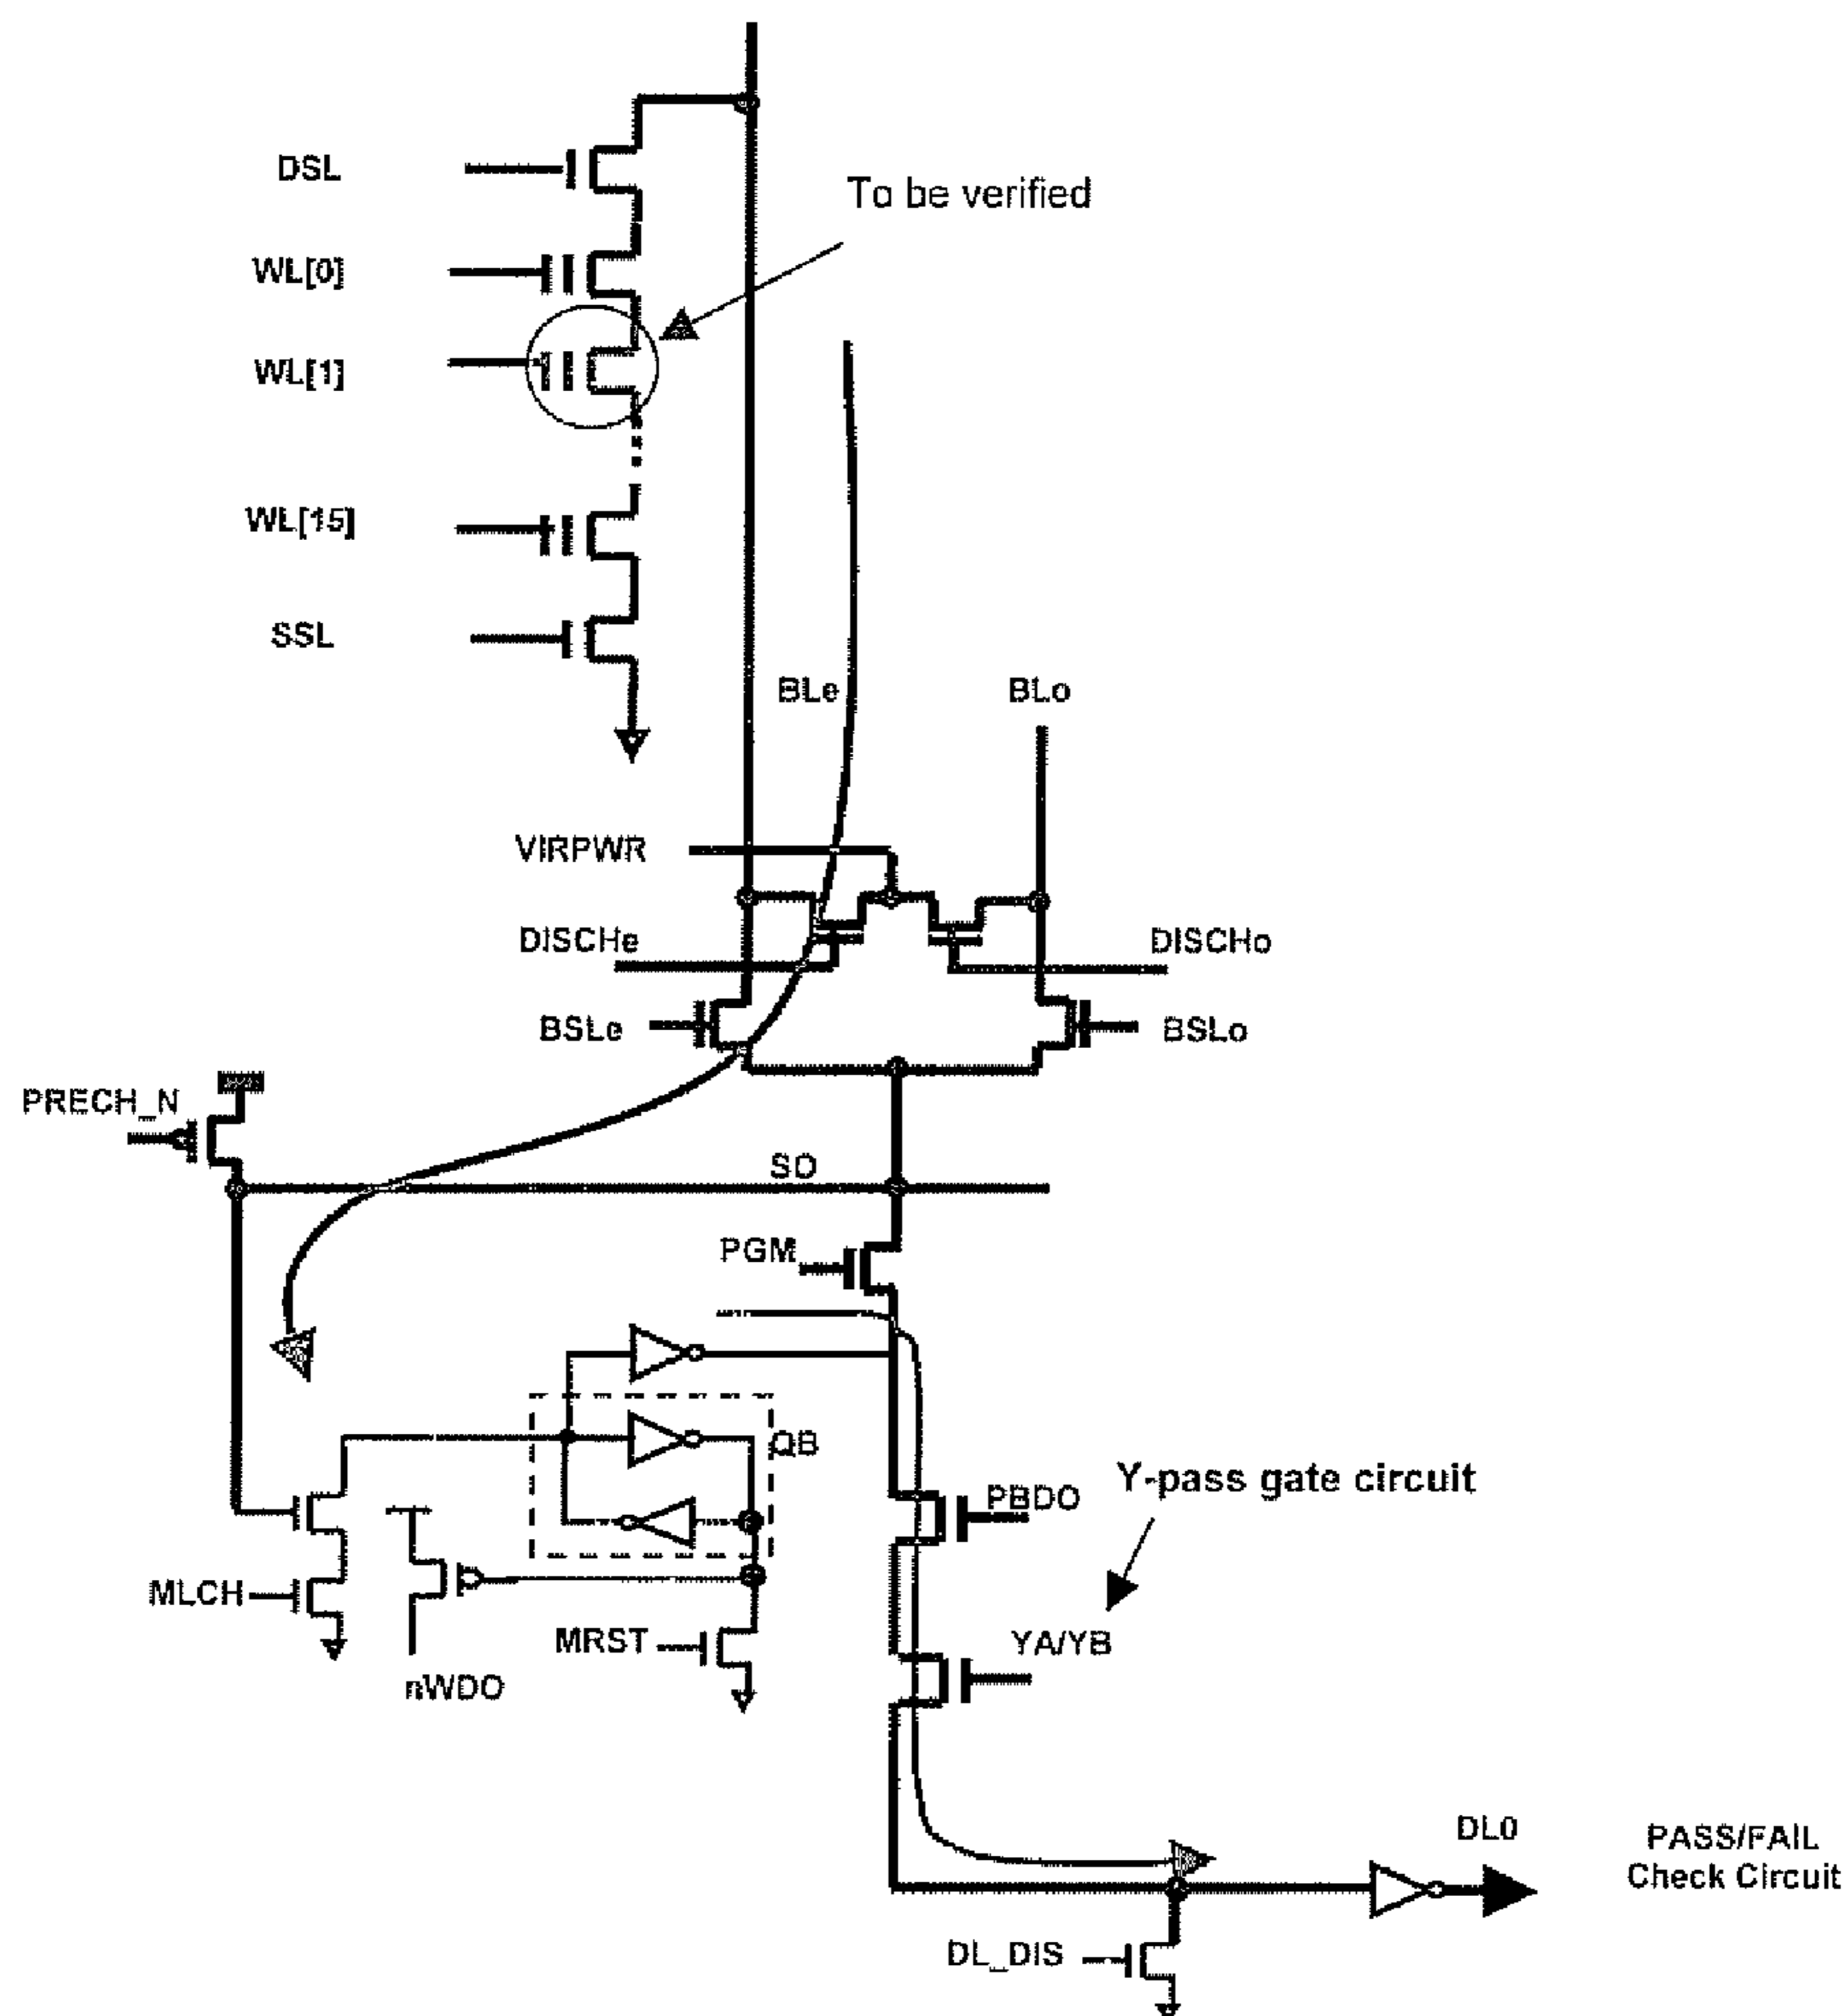 DSL
To be verified
WL[0]
WL[1]
WL[15]
SSL
BLe
BLo
VIRPWR
DISCHe
DISCHo
BSLe
BSLo
PRECH_N
SO
PGM
QB
PBDO
Y-pass gate circuit
MLCH
MRST
YA/YB
nWDO
DL0
PASS/FAIL
Check Circuit
DL_DIS